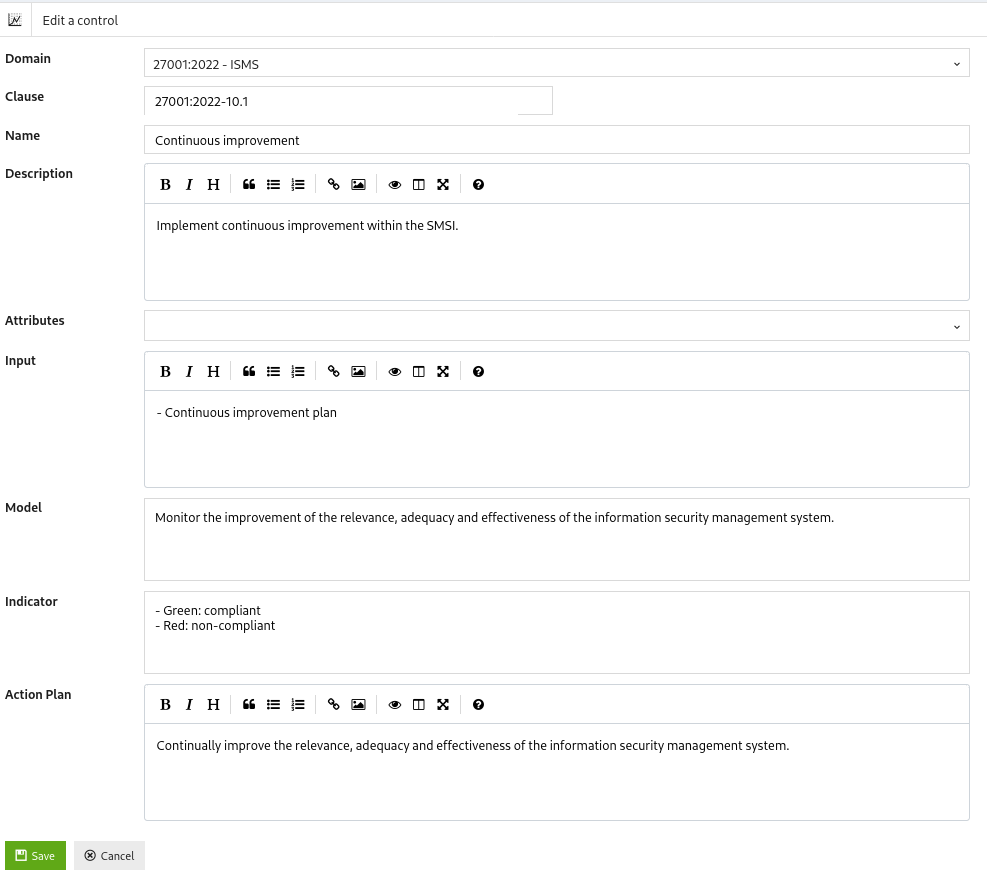 Edit a control
Domain
27001:2022 - ISMS
Clause
27001:2022-10.1
Name
Continuous improvement
Description
B I H
Implement continuous improvement within the SMSI.
Attributes
Input
B I H
- Continuous improvement plan
Model
Monitor the improvement of the relevance, adequacy and effectiveness of the information security management system.
Indicator
- Green: compliant
- Red: non-compliant
Action Plan
B I H
Continually improve the relevance, adequacy and effectiveness of the information security management system.
Save Cancel